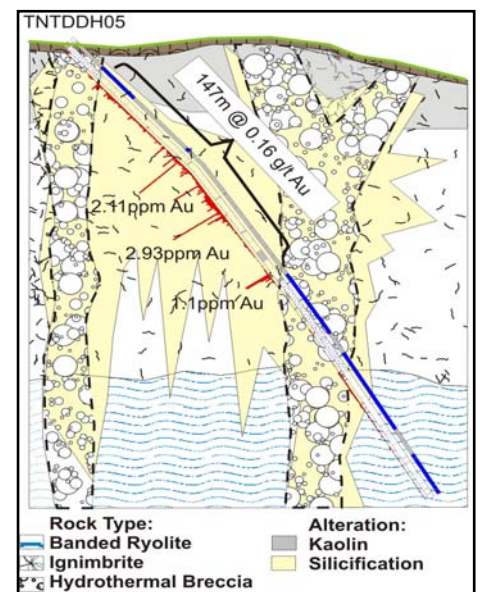 TNTDDH05
147m @ 0.16 g/t Au
2.11ppm Au
2.93ppm Au
1.1ppm Au
Rock Type:
Banded Ryolite
Ignimbrite
Hydrothermal Breccia
Alteration:
Kaolin
Silicification